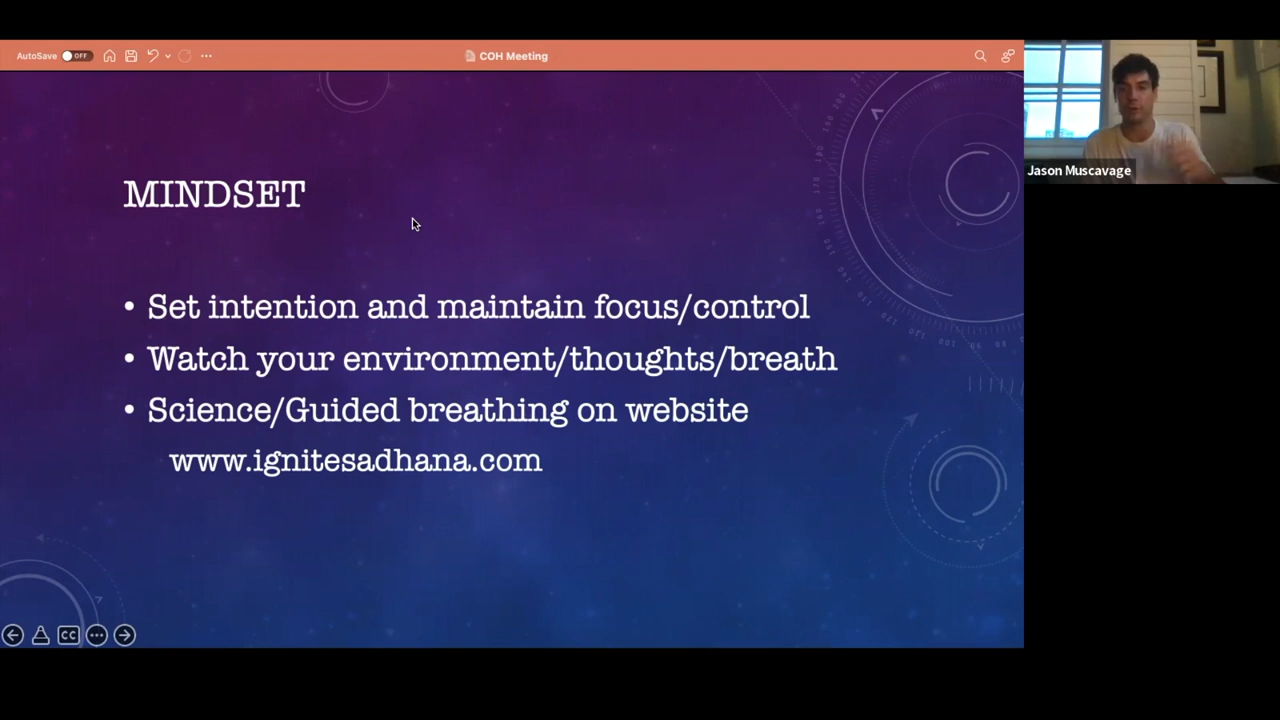 AutoSave OFF
COH Meeting
MINDSET
• Set intention and maintain focus/control
• Watch your environment/thoughts/breath
• Science/Guided breathing on website
www.ignitesadhana.com
Jason Muscavage
CC